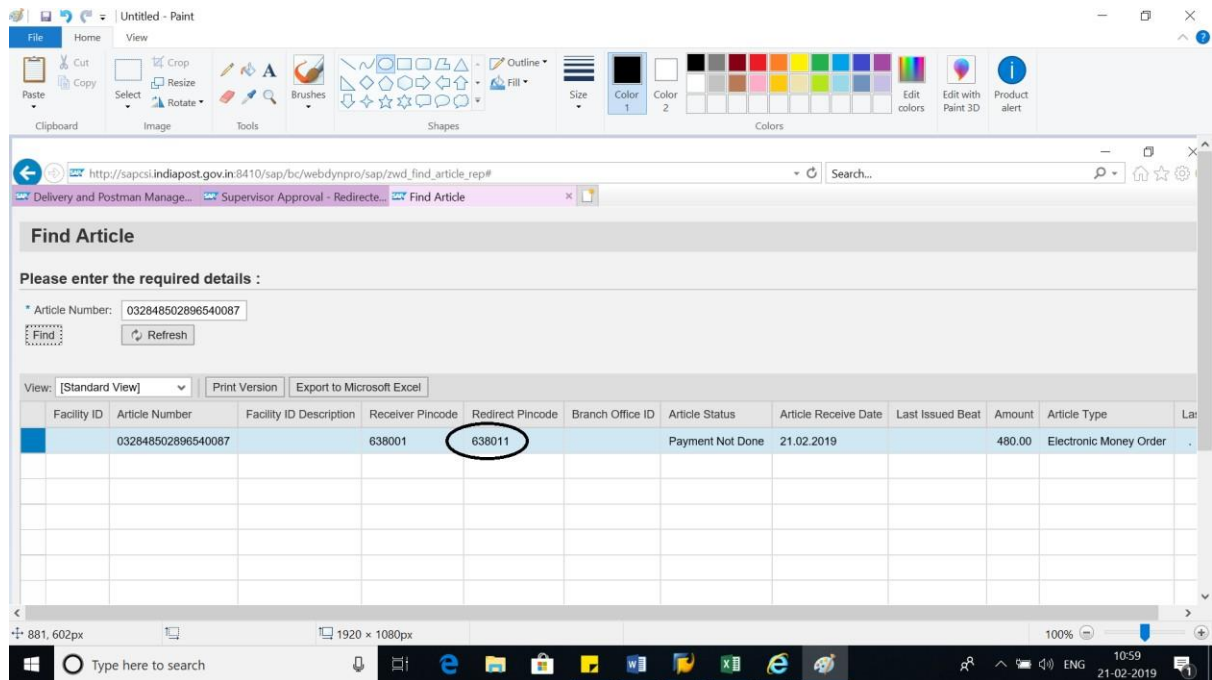 Untitled - Paint
File Home View
Paste Cut Copy Select Crop Resize Rotate A Brushes Outline Fill Size Color 1 Color 2 Edit colors Edit with Paint 3D Product alert
Clipboard Image Tools Shapes Colors
http://sapcsi.indiapost.gov.in:8410/sap/bc/webdynpro/sap/zwd_find_article_rep# Search...
Delivery and Postman Manage... Supervisor Approval - Redirecte... Find Article
Find Article
Please enter the required details :
* Article Number: 032848502896540087
Find Refresh
View: [Standard View] Print Version Export to Microsoft Excel
Facility ID Article Number Facility ID Description Receiver Pincode Redirect Pincode Branch Office ID Article Status Article Receive Date Last Issued Beat Amount Article Type
032848502896540087 638001 638011 Payment Not Done 21.02.2019 480.00 Electronic Money Order .
881, 602px 1920 × 1080px 100%
Type here to search ENG 10:59
21-02-2019